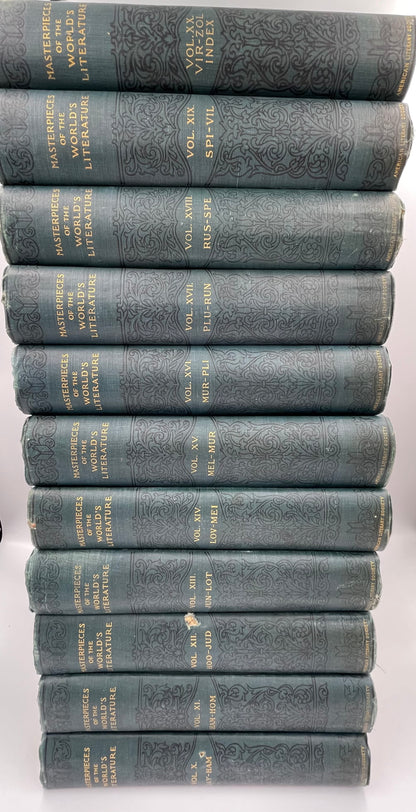 MASTERPIECES
OF THE
WORLD'S
LITERATURE
VOL. XX.
VIR-ZOL
INDEX
MASTERPIECES
OF THE
WORLD'S
LITERATURE
VOL. XIX.
SPI-VIL
MASTERPIECES
OF THE
WORLD'S
LITERATURE
VOL. XVIII.
RUS-SPE
MASTERPIECES
OF THE
WORLD'S
LITERATURE
VOL. XVII.
PLU-RUN
MASTERPIECES
OF THE
WORLD'S
LITERATURE
VOL. XVI.
MUR-PLI
MASTERPIECES
OF THE
WORLD'S
LITERATURE
VOL. XV
MEL-MUR
MASTERPIECES
OF THE
WORLD'S
LITERATURE
VOL. XIV.
LOV-MEI
MASTERPIECES
OF THE
WORLD'S
LITERATURE
VOL. XIII.
LOT
MASTERPIECES
OF THE
WORLD'S
LITERATURE
VOL. XII.
JUD
MASTERPIECES
OF THE
WORLD'S
LITERATURE
VOL. XI.
HOM
MASTERPIECES
OF THE
WORLD'S
LITERATURE
VOL. X
HAM